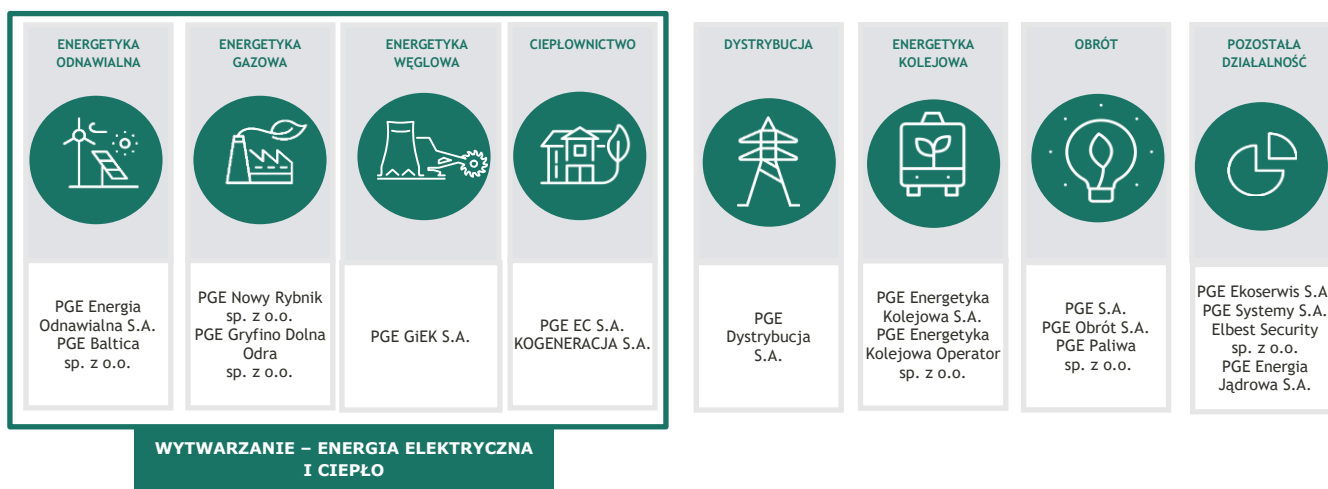 ENERGETYKA
ODNAWIALNA
ENERGETYKA
GAZOWA
ENERGETYKA
WĘGLOWA
CIEPŁOWNICTWO
DYSTRYBUCJA
ENERGETYKA
KOLEJOWA
OBRÓT
POZOSTAŁA
DZIAŁALNOŚĆ
PGE Energia
Odnawialna S.A.
PGE Baltica
sp. z o.o.
PGE Nowy Rybnik
sp. z o.o.
PGE Gryfino Dolna
Odra
sp. z o.o.
PGE GiEK S.A.
PGE EC S.A.
KOGENERACJA S.A.
PGE
Dystrybucja
S.A.
PGE Energetyka
Kolejowa S.A.
PGE Energetyka
Kolejowa Operator
sp. z o.o.
PGE S.A.
PGE Obrót S.A.
PGE Paliwa
sp. z o.o.
PGE Ekoserwis S.A
PGE Systemy S.A.
Elbest Security
sp. z o.o.
PGE Energia
Jądrowa S.A.
WYTWARZANIE – ENERGIA ELEKTRYCZNA
I CIEPŁO